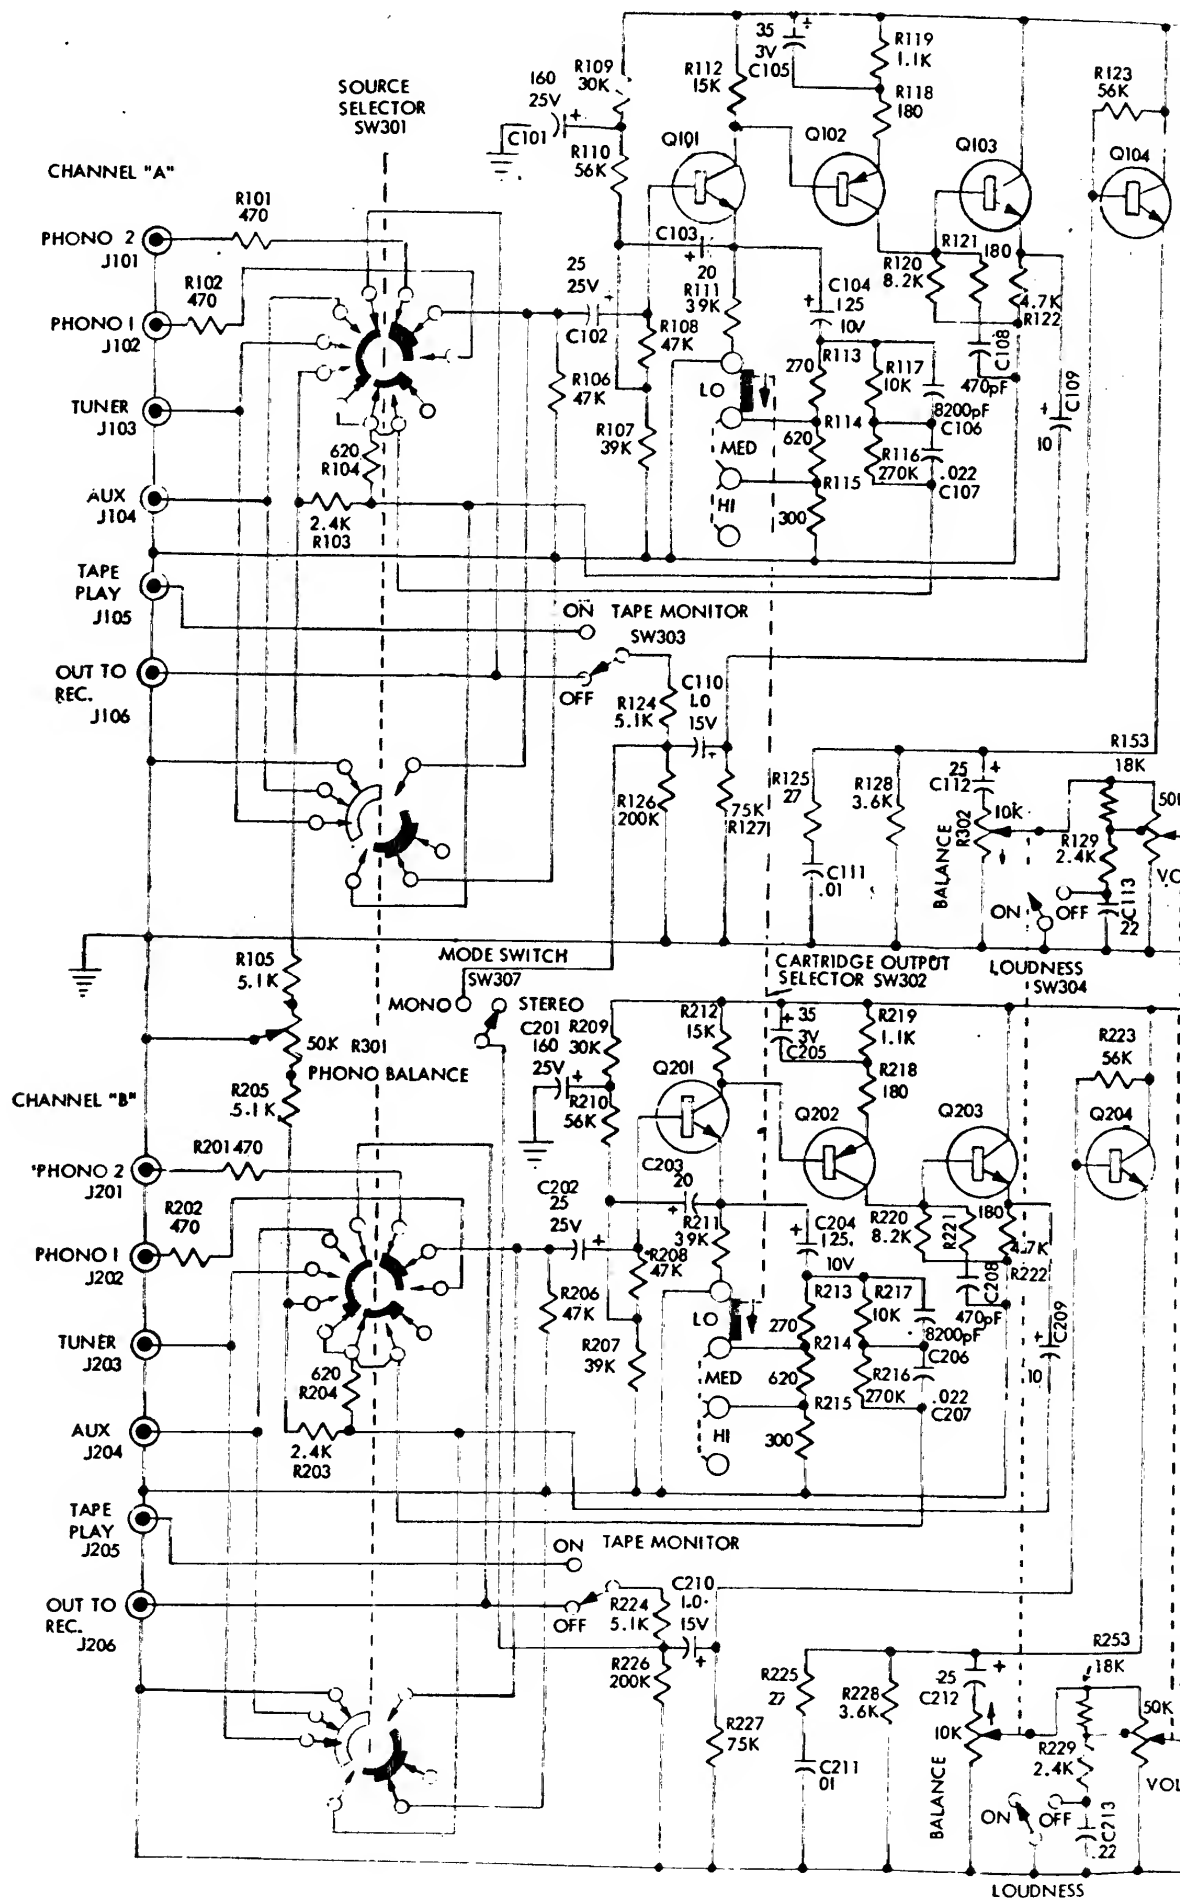 35
3V
C105
R119
1.1K
R109
30K
R112
15K
160
25V
C101
R118
180
R123
56K
SOURCE
SELECTOR
SW301
R110
56K
Q101
Q102
Q103
Q104
CHANNEL "A"
R101
470
PHONO 2
J101
C103
20
R121
180
R120
8.2K
R102
470
25
25V
C102
R111
39K
C104
125
10V
4.7K
R122
PHONO 1
J102
R108
47K
R113
270
R117
10K
C108
470pF
C109
10
LO
R106
47K
8200pF
C106
TUNER
J103
R107
39K
R114
620
MED
620
R104
R116
270K
.022
C107
R115
AUX
J104
HI
300
2.4K
R103
TAPE
PLAY
J105
ON
TAPE MONITOR
SW303
OUT TO
REC.
J106
OFF
R124
5.1K
C110
1.0
15V
R153
18K
R125
27
R128
3.6K
25
C112
R126
200K
75K
R127
BALANCE
R302
10K
R129
2.4K
C111
.01
ON
OFF
C113
.22
R105
5.1K
MODE SWITCH
SW307
CARTRIDGE OUTPUT
SELECTOR SW302
LOUDNESS
SW304
MONO
STEREO
50K
R301
PHONO BALANCE
C201
160
25V
R209
30K
R212
15K
35
3V
C205
R219
1.1K
R223
56K
R218
180
R205
5.1K
CHANNEL "B"
R210
56K
Q201
Q202
Q203
Q204
R201 470
PHONO 2
J201
C203
20
R202
470
C202
25
25V
R211
39K
C204
125.
10V
R220
8.2K
R221
180
4.7K
R222
PHONO 1
J202
R208
47K
R206
47K
R213
270
R217
10K
C208
470pF
C209
10
LO
8200pF
C206
TUNER
J203
R207
39K
R214
620
MED
620
R204
R216
270K
.022
C207
R215
AUX
J204
HI
300
2.4K
R203
TAPE
PLAY
J205
ON
TAPE MONITOR
OUT TO
REC.
J206
OFF
R224
5.1K
C210
1.0
15V
R253
18K
R226
200K
R225
27
R228
3.6K
25
C212
50K
R227
75K
10K
R229
2.4K
C211
01
BALANCE
ON
OFF
C213
.22
LOUDNESS